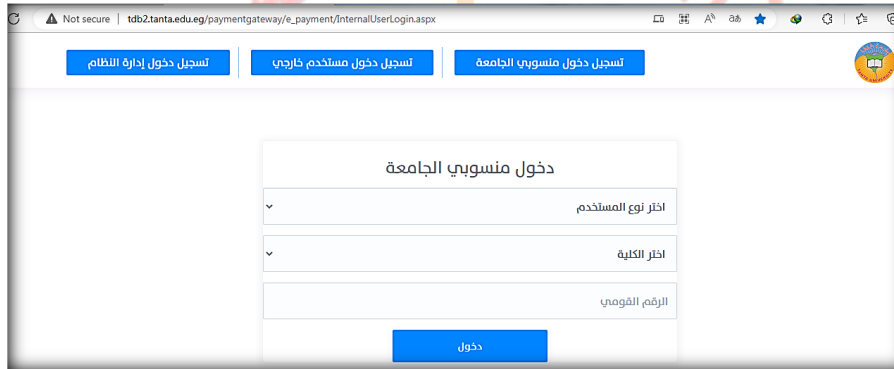 Not secure | tdb2.tanta.edu.eg/paymentgateway/e_payment/InternalUserLogin.aspx
تسجيل دخول منسوبي الجامعة
تسجيل دخول مستخدم خارجي
تسجيل دخول إدارة النظام
دخول منسوبي الجامعة
اختر نوع المستخدم
اختر الكلية
الرقم القومي
دخول